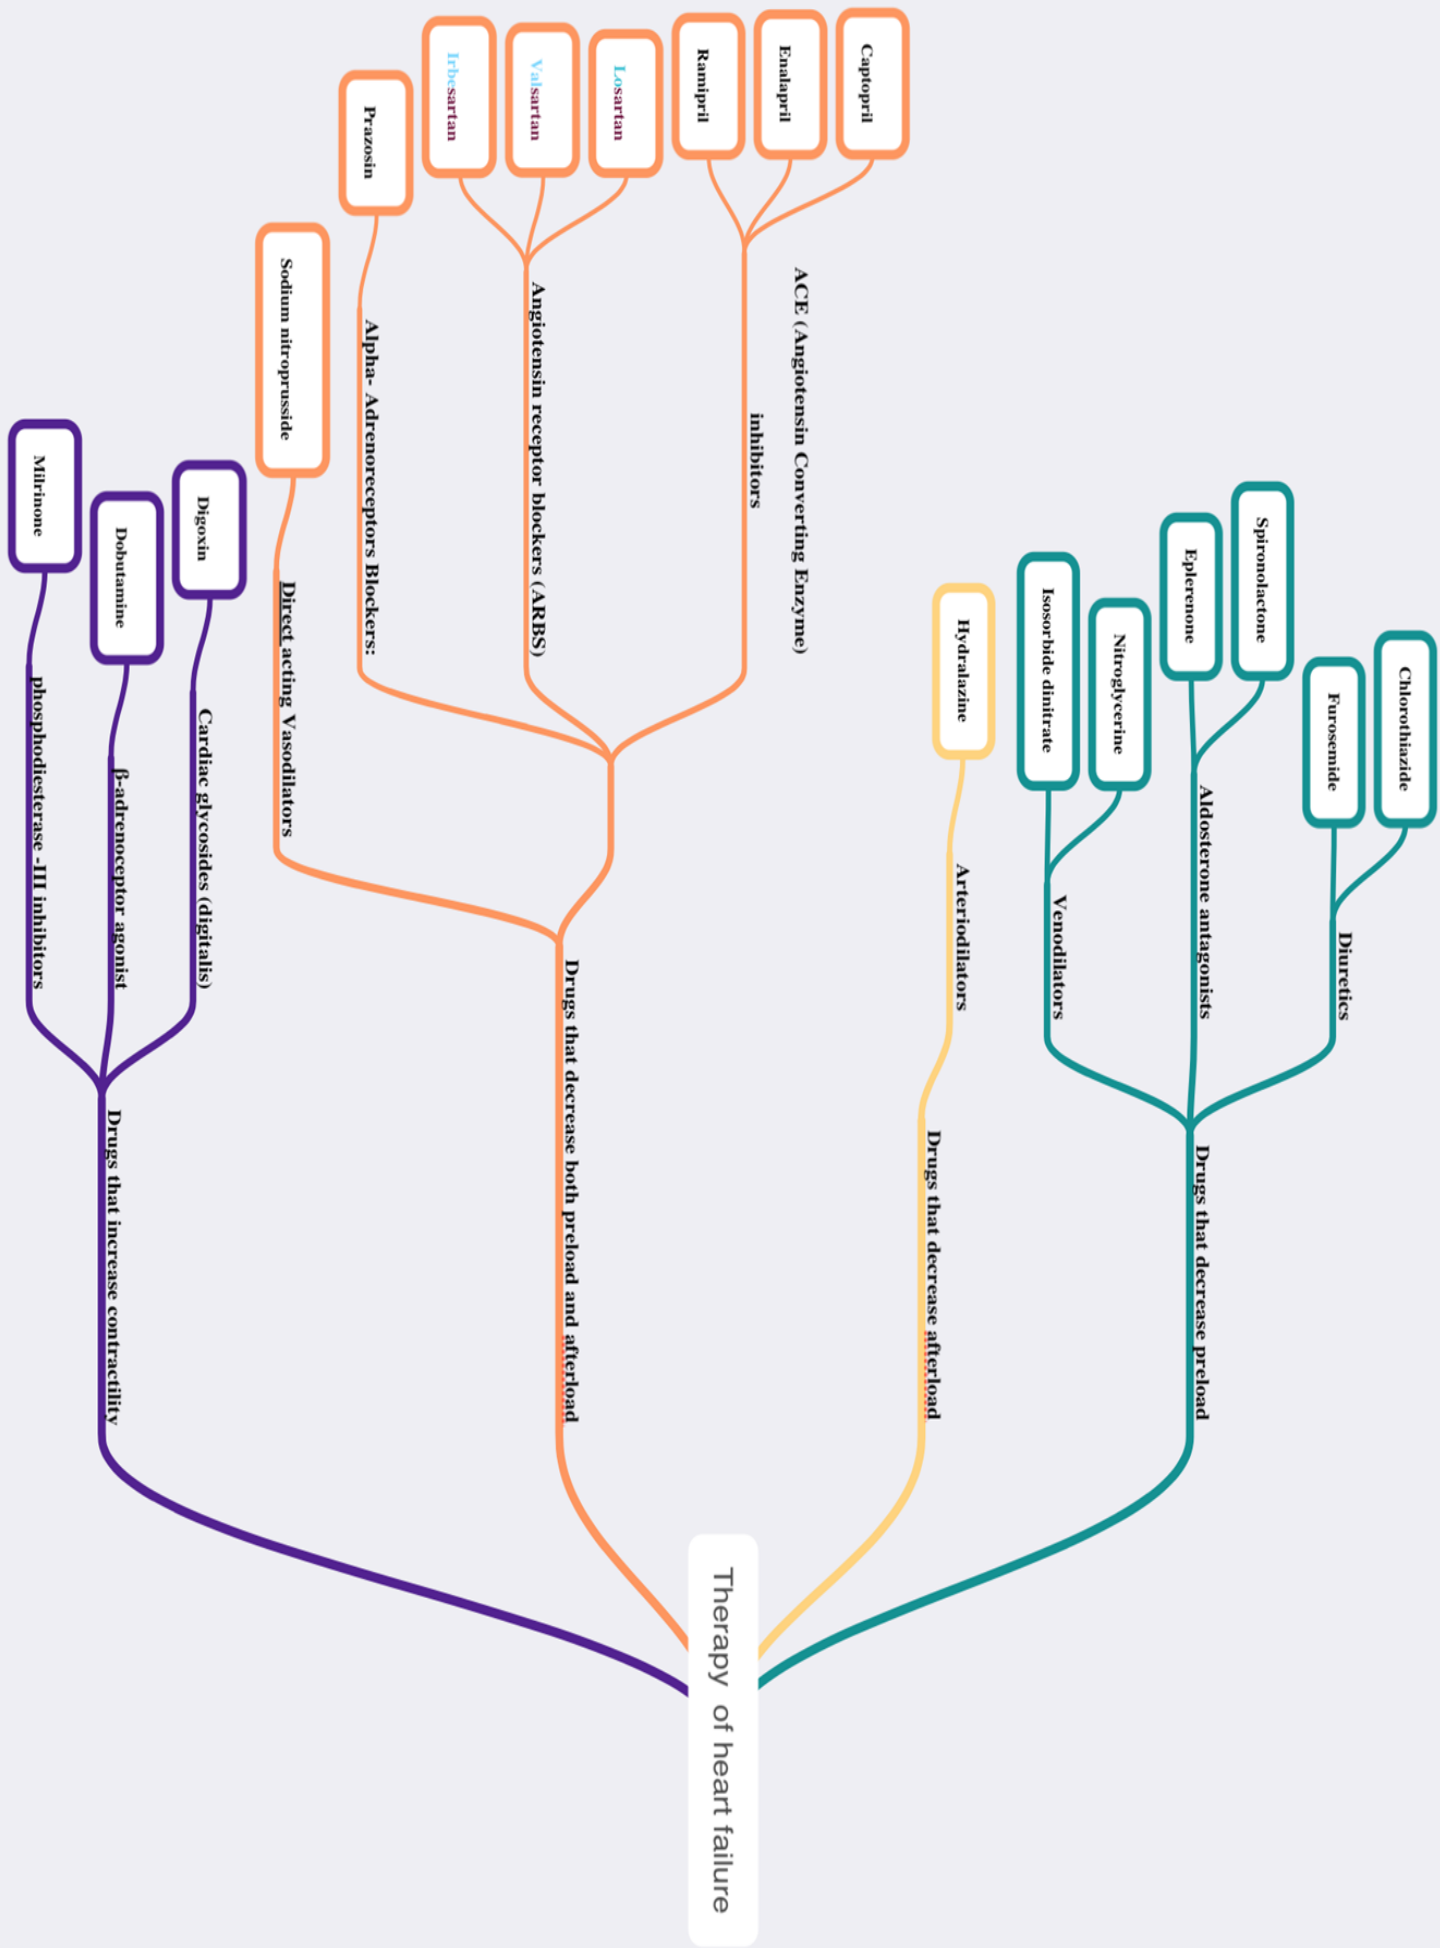 Therapy of heart failure
Drugs that decrease preload
Diuretics
Chlorothiazide
Furosemide
Aldosterone antagonists
Spironolactone
Eplerenone
Venodilators
Nitroglycerine
Isosorbide dinitrate
Drugs that decrease afterload
Arteriodilators
Hydralazine
Drugs that decrease both preload and afterload
ACE (Angiotensin Converting Enzyme)
inhibitors
Captopril
Enalapril
Ramipril
Angiotensin receptor blockers (ARBS)
Losartan
Valsartan
Irbesartan
Alpha- Adrenoreceptors Blockers:
Prazosin
Direct acting Vasodilators
Sodium nitroprusside
Drugs that increase contractility
Cardiac glycosides (digitalis)
Digoxin
β-adrenoceptor agonist
Dobutamine
phosphodiesterase -III inhibitors
Milrinone